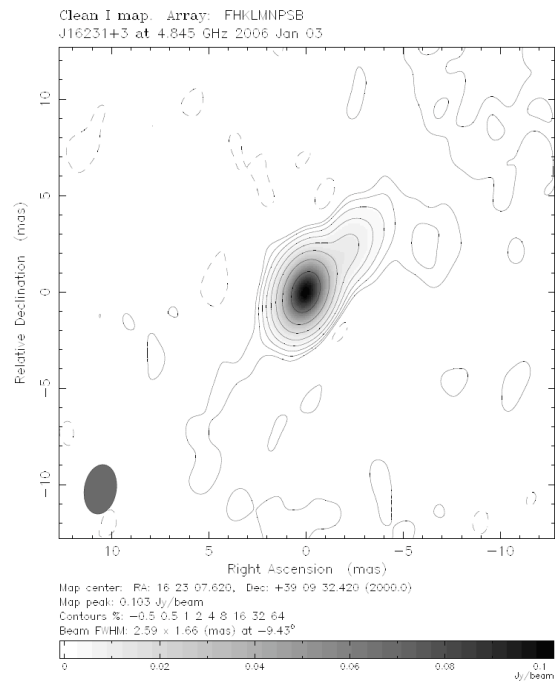 Clean I map. Array: FHKLMNPSB
J16231+3 at 4.845 GHz 2006 Jan 03
10
5
0
−5
−10
Relative Declination (mas)
10 5 0 −5 −10
Right Ascension (mas)
Map center: RA: 16 23 07.620, Dec: +39 09 32.420 (2000.0)
Map peak: 0.103 Jy/beam
Contours %: −0.5 0.5 1 2 4 8 16 32 64
Beam FWHM: 2.59 x 1.66 (mas) at −9.43°
0 0.02 0.04 0.06 0.08 0.1
Jy/beam